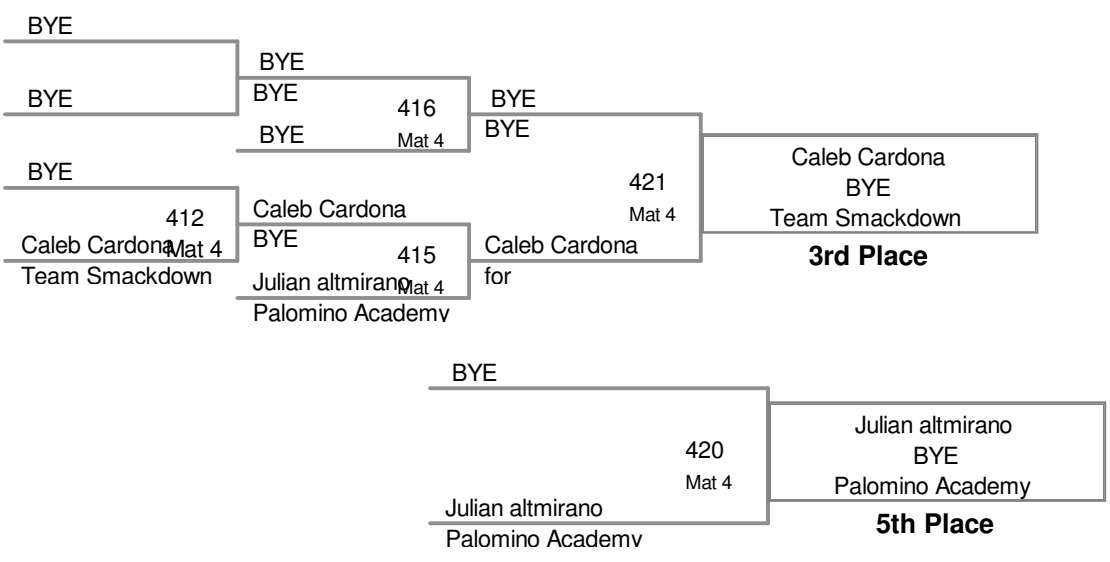 BYE
BYE
BYE
BYE
416
Mat 4
BYE
BYE
BYE
BYE
412
Mat 4
Caleb Cardona
Team Smackdown
Caleb Cardona
BYE
415
Mat 4
Julian altmirano
Palomino Academy
Caleb Cardona
for
421
Mat 4
Caleb Cardona
BYE
Team Smackdown
3rd Place
BYE
420
Mat 4
Julian altmirano
Palomino Academy
Julian altmirano
BYE
Palomino Academy
5th Place